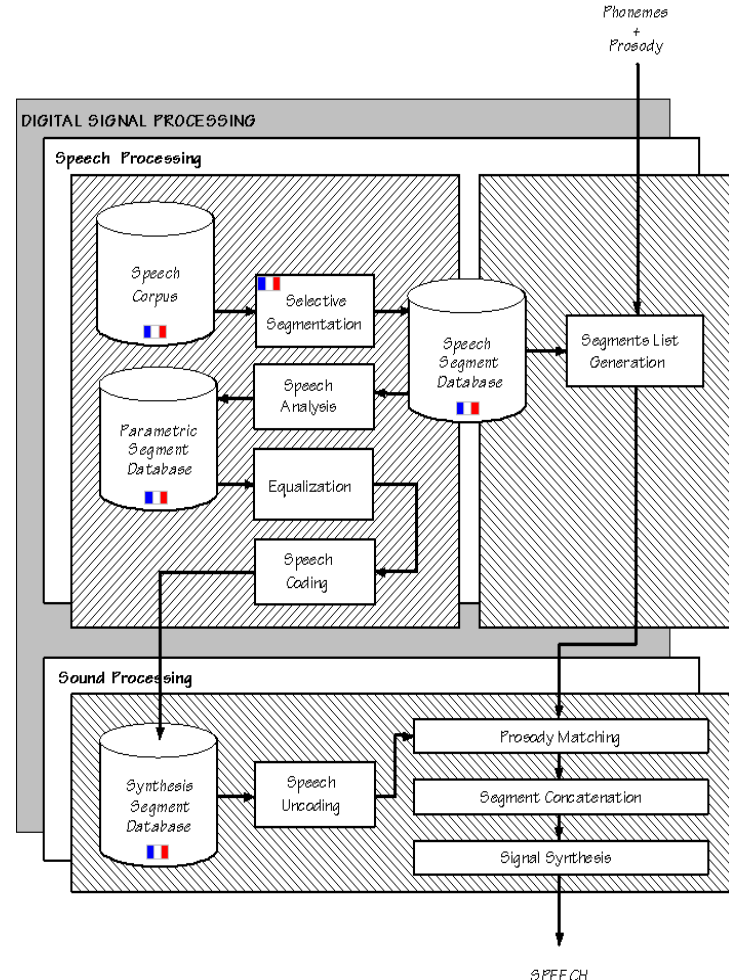 Phonemes
+
Prosody
DIGITAL SIGNAL PROCESSING
Speech Processing
Speech
Corpus
Selective
Segmentation
Speech
Segment
Database
Segments List
Generation
Speech
Analysis
Parametric
Segment
Database
Equalization
Speech
Coding
Sound Processing
Synthesis
Segment
Database
Speech
Uncoding
Prosody Matching
Segment Concatenation
Signal Synthesis
SPEECH